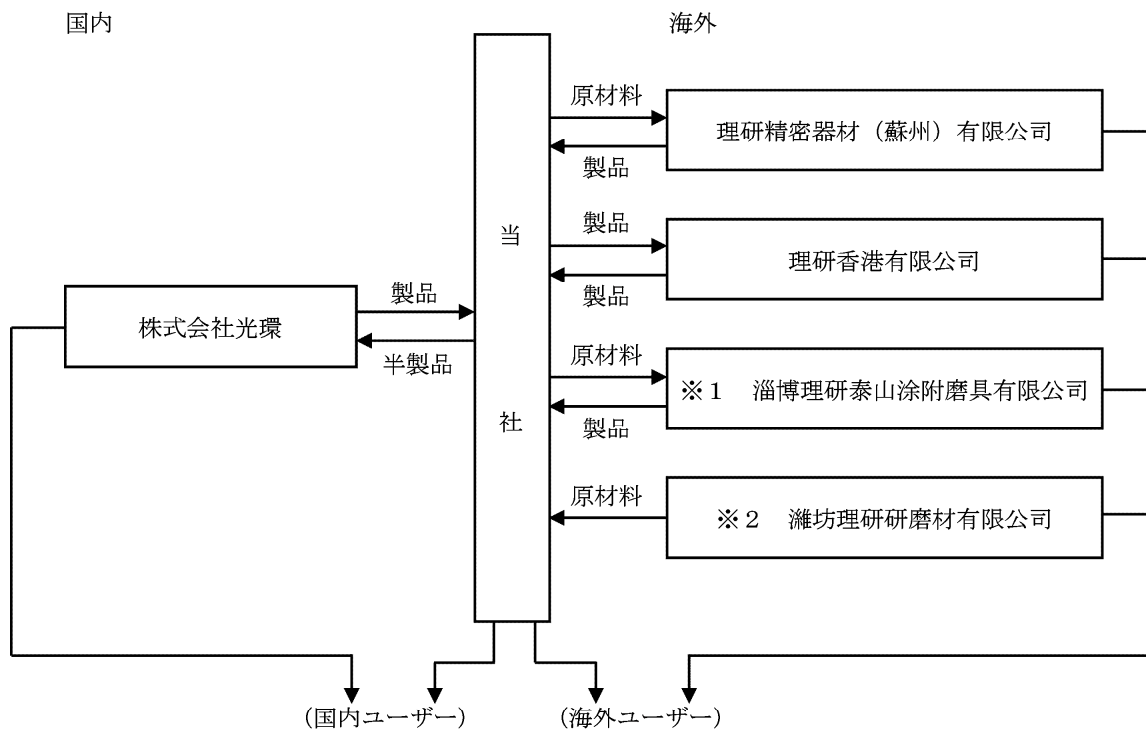 国内
海外
原材料
理研精密器材（蘇州）有限公司
製品
製品
当
理研香港有限公司
製品
製品
株式会社光環
半製品
原材料
※１　淄博理研泰山涂附磨具有限公司
社
製品
原材料
※２　濰坊理研研磨材有限公司
（国内ユーザー）
（海外ユーザー）